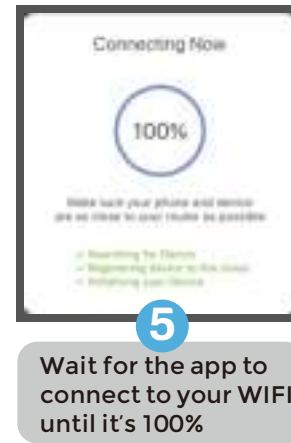 Connecting Now
100%
Make sure your phone and device
are as close to your router as possible
✓ Searching for Device
✓ Registering device to the cloud
✓ Initializing your device
5
Wait for the app to
connect to your WIFI
until it's 100%